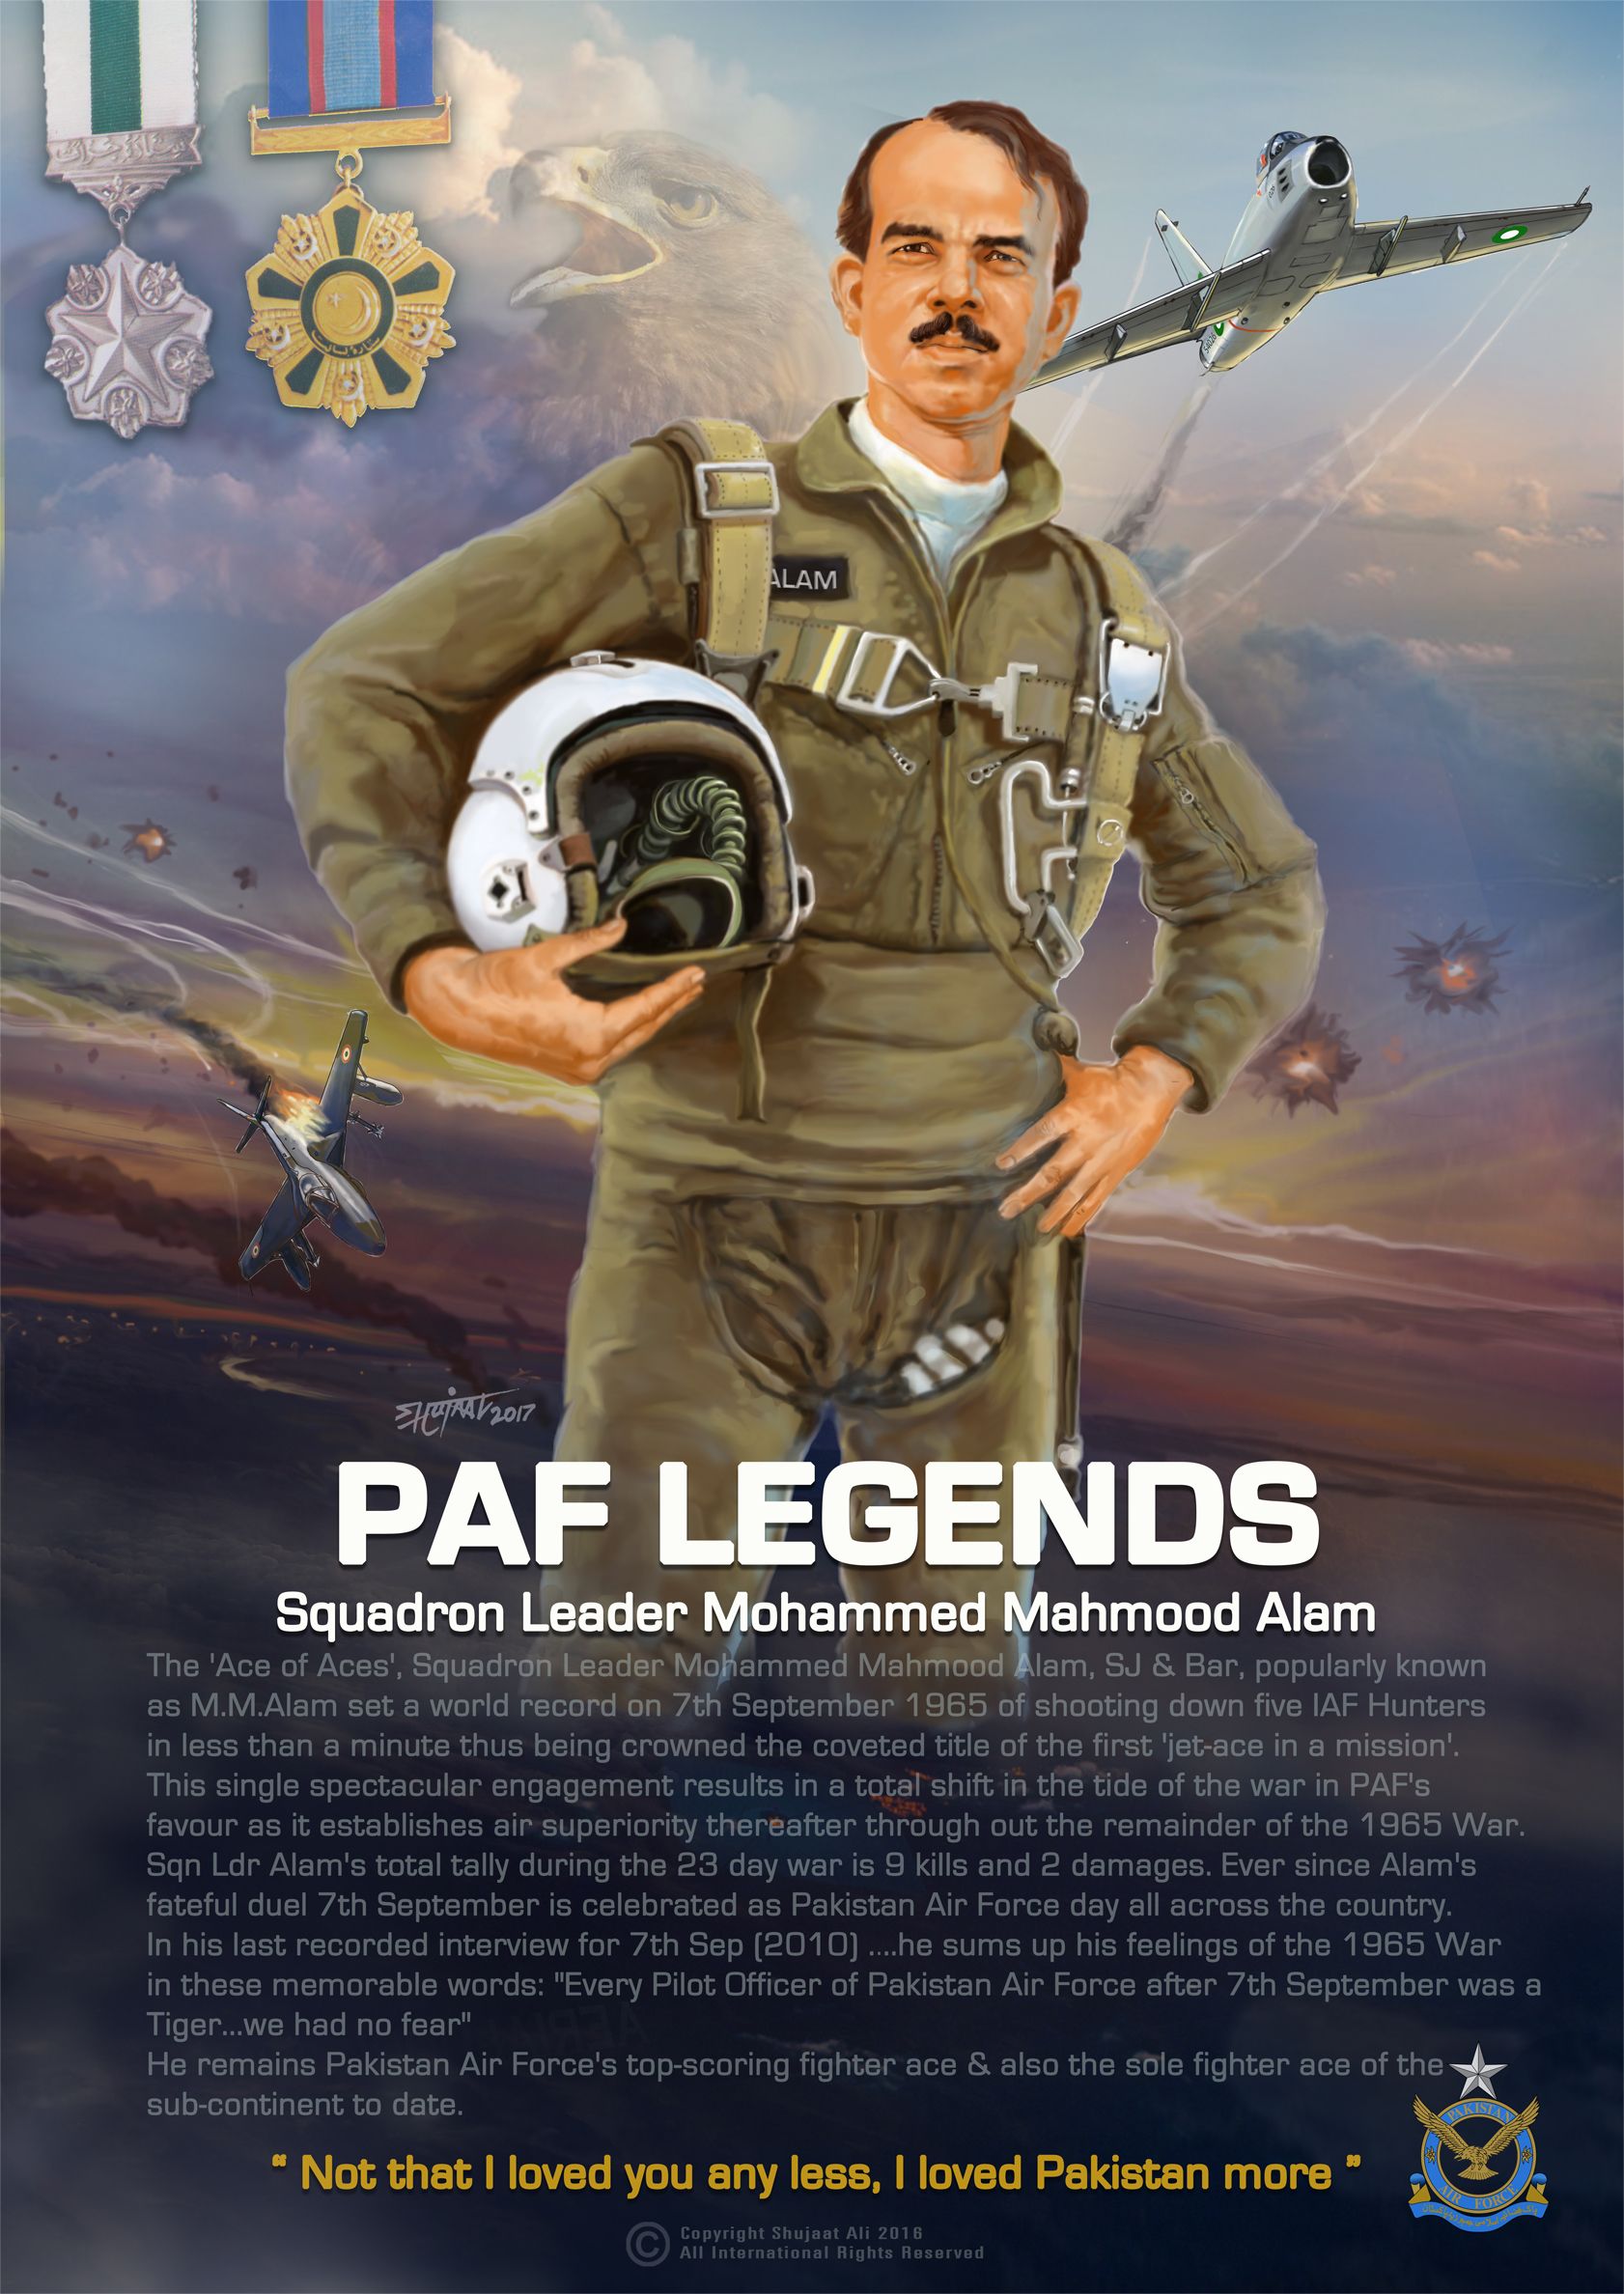 ستارۂ جرأت
ستارۂ بسالت
ALAM
SHUJAAT 2017
PAF LEGENDS
Squadron Leader Mohammed Mahmood Alam
The 'Ace of Aces', Squadron Leader Mohammed Mahmood Alam, SJ & Bar, popularly known
as M.M.Alam set a world record on 7th September 1965 of shooting down five IAF Hunters
in less than a minute thus being crowned the coveted title of the first 'jet-ace in a mission'.
This single spectacular engagement results in a total shift in the tide of the war in PAF's
favour as it establishes air superiority thereafter through out the remainder of the 1965 War.
Sqn Ldr Alam's total tally during the 23 day war is 9 kills and 2 damages. Ever since Alam's
fateful duel 7th September is celebrated as Pakistan Air Force day all across the country.
In his last recorded interview for 7th Sep (2010) ....he sums up his feelings of the 1965 War
in these memorable words: "Every Pilot Officer of Pakistan Air Force after 7th September was a
Tiger...we had no fear"
He remains Pakistan Air Force's top-scoring fighter ace & also the sole fighter ace of the
sub-continent to date.
PAKISTAN
AIR FORCE
“ Not that I loved you any less, I loved Pakistan more ”
© Copyright Shujaat Ali 2016
All International Rights Reserved